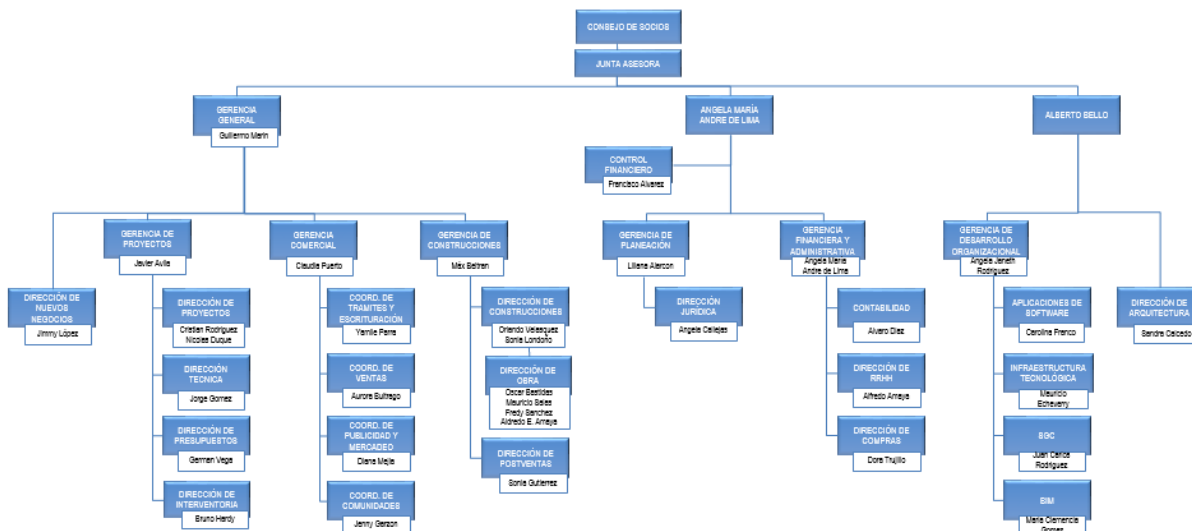 CONSEJO DE SOCIOS
JUNTA ASESORA
GERENCIA
GENERAL
Guillermo Marin
ANGELA MARÍA
ANDRE DE LIMA
ALBERTO BELLO
CONTROL
FINANCIERO
Francisco Alvarez
GERENCIA DE
PROYECTOS
Javier Avila
GERENCIA
COMERCIAL
Claudia Puerto
GERENCIA DE
CONSTRUCCIONES
Máx Beltran
GERENCIA DE
PLANEACIÓN
Liliana Alarcon
GERENCIA
FINANCIERA Y
ADMINISTRATIVA
Angela Maria
Andre de Lima
GERENCIA DE
DESARROLLO
ORGANIZACIONAL
Angela Janeth
Rodriguez
DIRECCIÓN DE
NUEVOS
NEGOCIOS
Jimmy López
DIRECCIÓN DE
PROYECTOS
Cristian Rodriguez
Nicolas Duque
DIRECCIÓN
TECNICA
Jorge Gomez
DIRECCIÓN DE
PRESUPUESTOS
German Vega
DIRECCIÓN DE
INTERVENTORIA
Bruno Hardy
COORD. DE
TRAMITES Y
ESCRITURACIÓN
Yamile Parra
COORD. DE
VENTAS
Aurora Buitrago
COORD. DE
PUBLICIDAD Y
MERCADEO
Diana Mejia
COORD. DE
COMUNIDADES
Jenny Garzon
DIRECCIÓN DE
CONSTRUCCIONES
Orlando Velasquez
Sonia Londoño
DIRECCIÓN DE
OBRA
Oscar Bastidas
Mauricio Salas
Fredy Sanchez
Aldredo E. Amaya
DIRECCIÓN DE
POSTVENTAS
Sonia Gutierrez
DIRECCIÓN
JURÍDICA
Angela Callejas
CONTABILIDAD
Alvaro Diaz
DIRECCIÓN DE
RRHH
Alfredo Amaya
DIRECCIÓN DE
COMPRAS
Dora Trujillo
APLICACIONES DE
SOFTWARE
Carolina Franco
INFRAESTRUCTURA
TECNOLÓGICA
Mauricio
Echeverry
SGC
Juan Carlos
Rodriguez
BIM
Maria Clemencia
Gomez
DIRECCIÓN DE
ARQUITECTURA
Sandra Caicedo